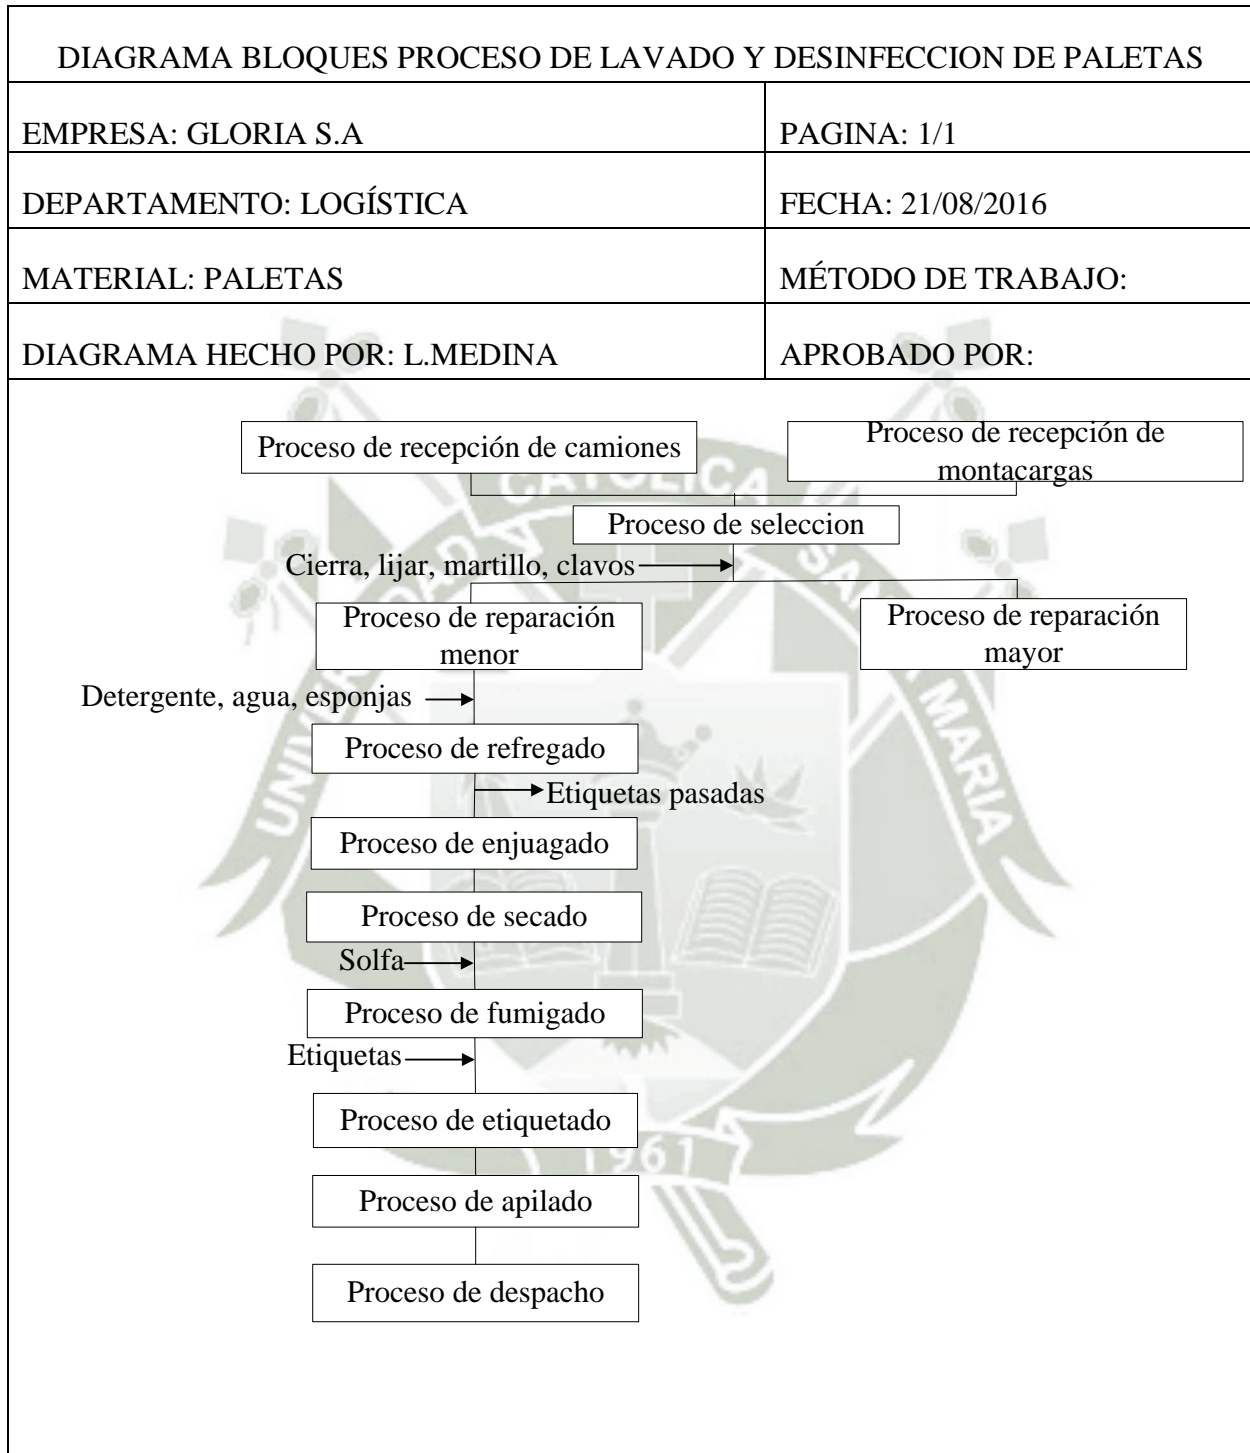 DIAGRAMA BLOQUES PROCESO DE LAVADO Y DESINFECCION DE PALETAS
EMPRESA: GLORIA S.A
PAGINA: 1/1
DEPARTAMENTO: LOGÍSTICA
FECHA: 21/08/2016
MATERIAL: PALETAS
MÉTODO DE TRABAJO:
DIAGRAMA HECHO POR: L.MEDINA
APROBADO POR:
Proceso de recepción de camiones
Proceso de recepción de
montacargas
Proceso de seleccion
Cierra, lijar, martillo, clavos
Proceso de reparación
menor
Proceso de reparación
mayor
Detergente, agua, esponjas
Proceso de refregado
Etiquetas pasadas
Proceso de enjuagado
Proceso de secado
Solfa
Proceso de fumigado
Etiquetas
Proceso de etiquetado
Proceso de apilado
Proceso de despacho
CATOLICA
SANTA MARIA
1961